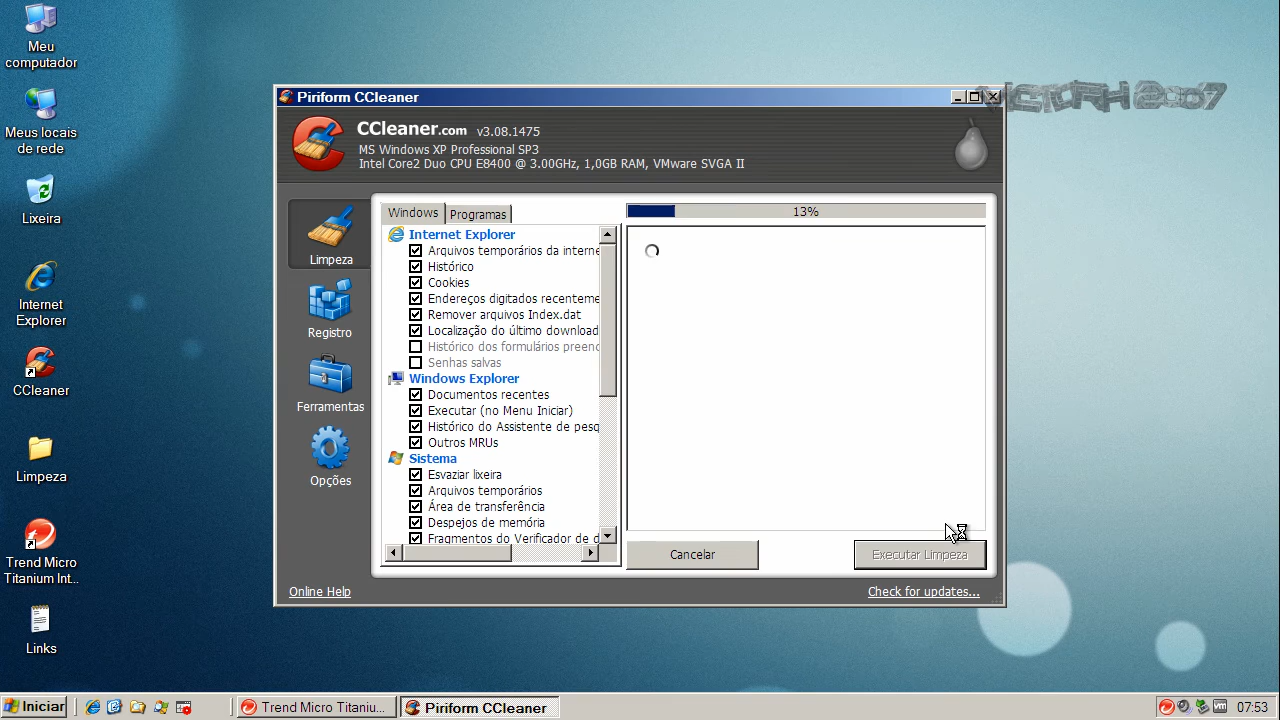 Meu
computador
Meus locais
de rede
Lixeira
Internet
Explorer
CCleaner
Limpeza
Trend Micro
Titanium Int...
Links
Piriform CCleaner
CCleaner.com v3.08.1475
MS Windows XP Professional SP3
Intel Core2 Duo CPU E8400 @ 3.00GHz, 1,0GB RAM, VMware SVGA II
Limpeza
Registro
Ferramentas
Opções
Windows
Programas
Internet Explorer
Arquivos temporários da interne
Histórico
Cookies
Endereços digitados recenteme
Remover arquivos Index.dat
Localização do último download
Histórico dos formulários preenc
Senhas salvas
Windows Explorer
Documentos recentes
Executar (no Menu Iniciar)
Histórico do Assistente de pesq
Outros MRUs
Sistema
Esvaziar lixeira
Arquivos temporários
Área de transferência
Despejos de memória
Fragmentos do Verificador de d
13%
Cancelar
Executar Limpeza
Online Help
Check for updates...
VICTORH2007
Iniciar
Trend Micro Titaniu...
Piriform CCleaner
07:53